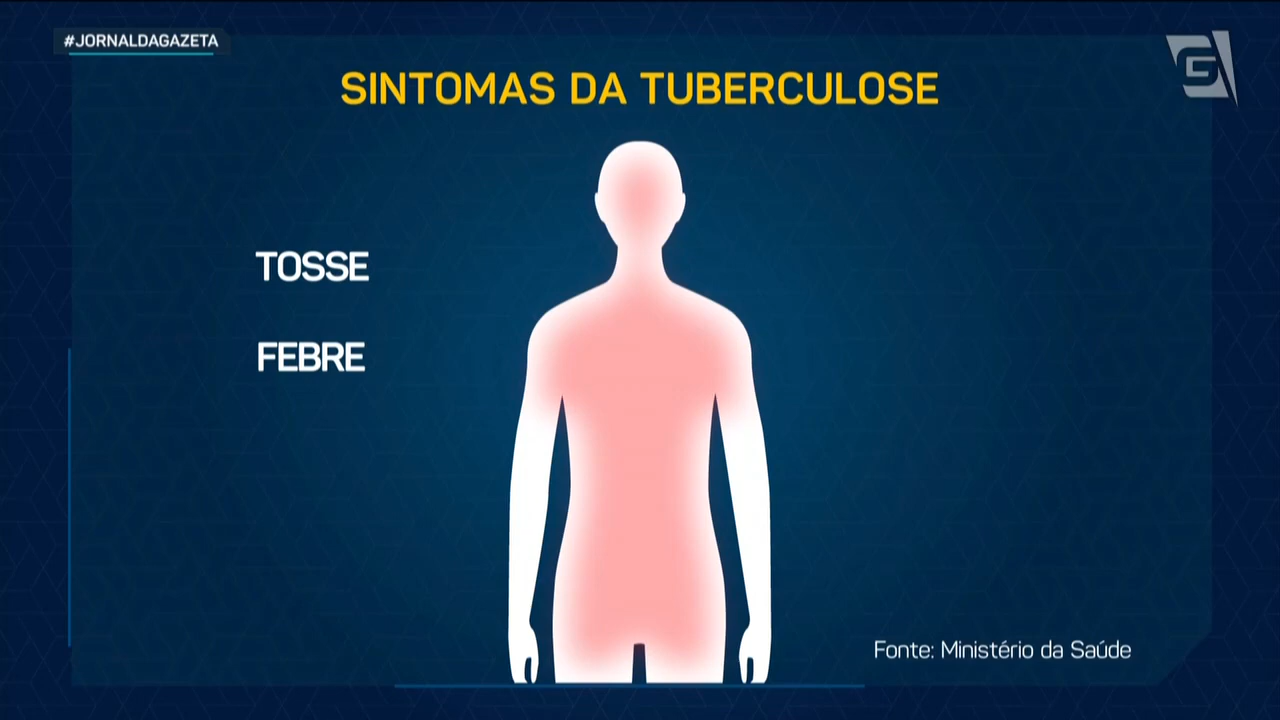 #JORNALDAGAZETA
SINTOMAS DA TUBERCULOSE
TOSSE
FEBRE
Fonte: Ministério da Saúde